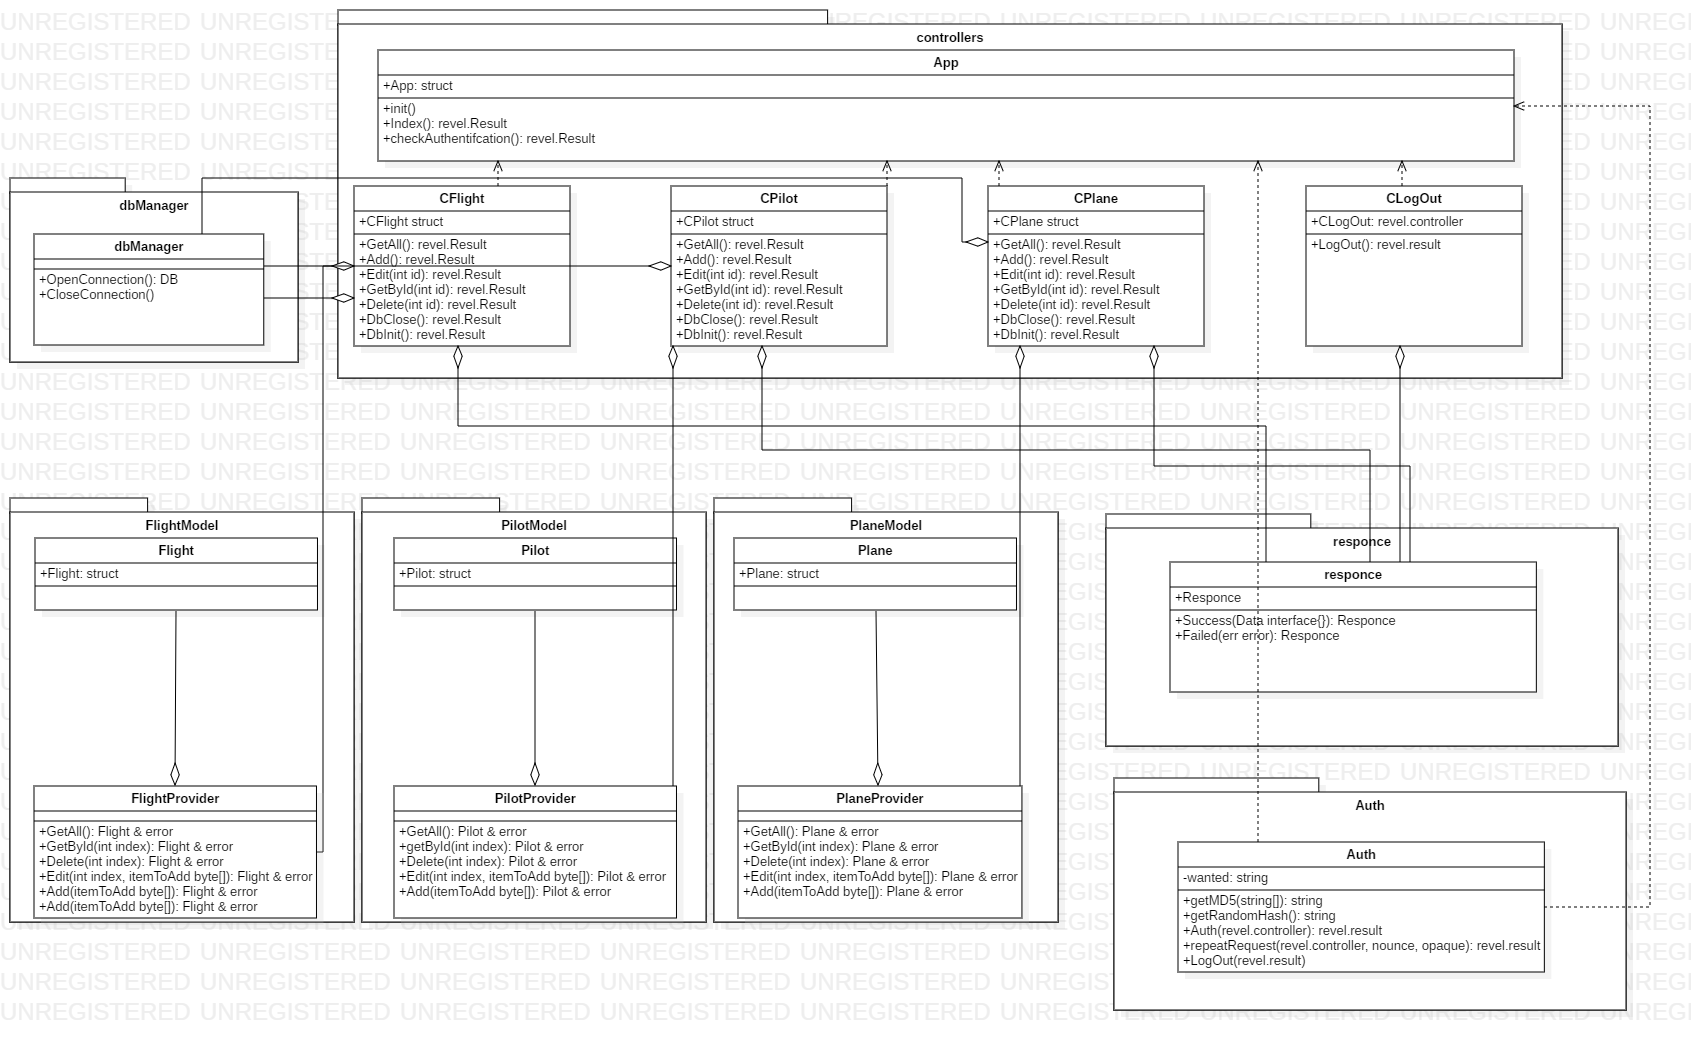 controllers
App
+App: struct
+init()
+Index(): revel.Result
+checkAuthentifcation(): revel.Result
dbManager
dbManager
+OpenConnection(): DB
+CloseConnection()
CFlight
+CFlight struct
+GetAll(): revel.Result
+Add(): revel.Result
+Edit(int id): revel.Result
+GetById(int id): revel.Result
+Delete(int id): revel.Result
+DbClose(): revel.Result
+DbInit(): revel.Result
CPilot
+CPilot struct
+GetAll(): revel.Result
+Add(): revel.Result
+Edit(int id): revel.Result
+GetById(int id): revel.Result
+Delete(int id): revel.Result
+DbClose(): revel.Result
+DbInit(): revel.Result
CPlane
+CPlane struct
+GetAll(): revel.Result
+Add(): revel.Result
+Edit(int id): revel.Result
+GetById(int id): revel.Result
+Delete(int id): revel.Result
+DbClose(): revel.Result
+DbInit(): revel.Result
CLogOut
+CLogOut: revel.controller
+LogOut(): revel.result
FlightModel
Flight
+Flight: struct
FlightProvider
+GetAll(): Flight & error
+GetById(int index): Flight & error
+Delete(int index): Flight & error
+Edit(int index, itemToAdd byte[]): Flight & error
+Add(itemToAdd byte[]): Flight & error
+Add(itemToAdd byte[]): Flight & error
PilotModel
Pilot
+Pilot: struct
PilotProvider
+GetAll(): Pilot & error
+getById(int index): Pilot & error
+Delete(int index): Pilot & error
+Edit(int index, itemToAdd byte[]): Pilot & error
+Add(itemToAdd byte[]): Pilot & error
PlaneModel
Plane
+Plane: struct
PlaneProvider
+GetAll(): Plane & error
+GetById(int index): Plane & error
+Delete(int index): Plane & error
+Edit(int index, itemToAdd byte[]): Plane & error
+Add(itemToAdd byte[]): Plane & error
responce
responce
+Responce
+Success(Data interface{}): Responce
+Failed(err error): Responce
Auth
Auth
-wanted: string
+getMD5(string[]): string
+getRandomHash(): string
+Auth(revel.controller): revel.result
+repeatRequest(revel.controller, nounce, opaque): revel.result
+LogOut(revel.result)
UNREGISTERED